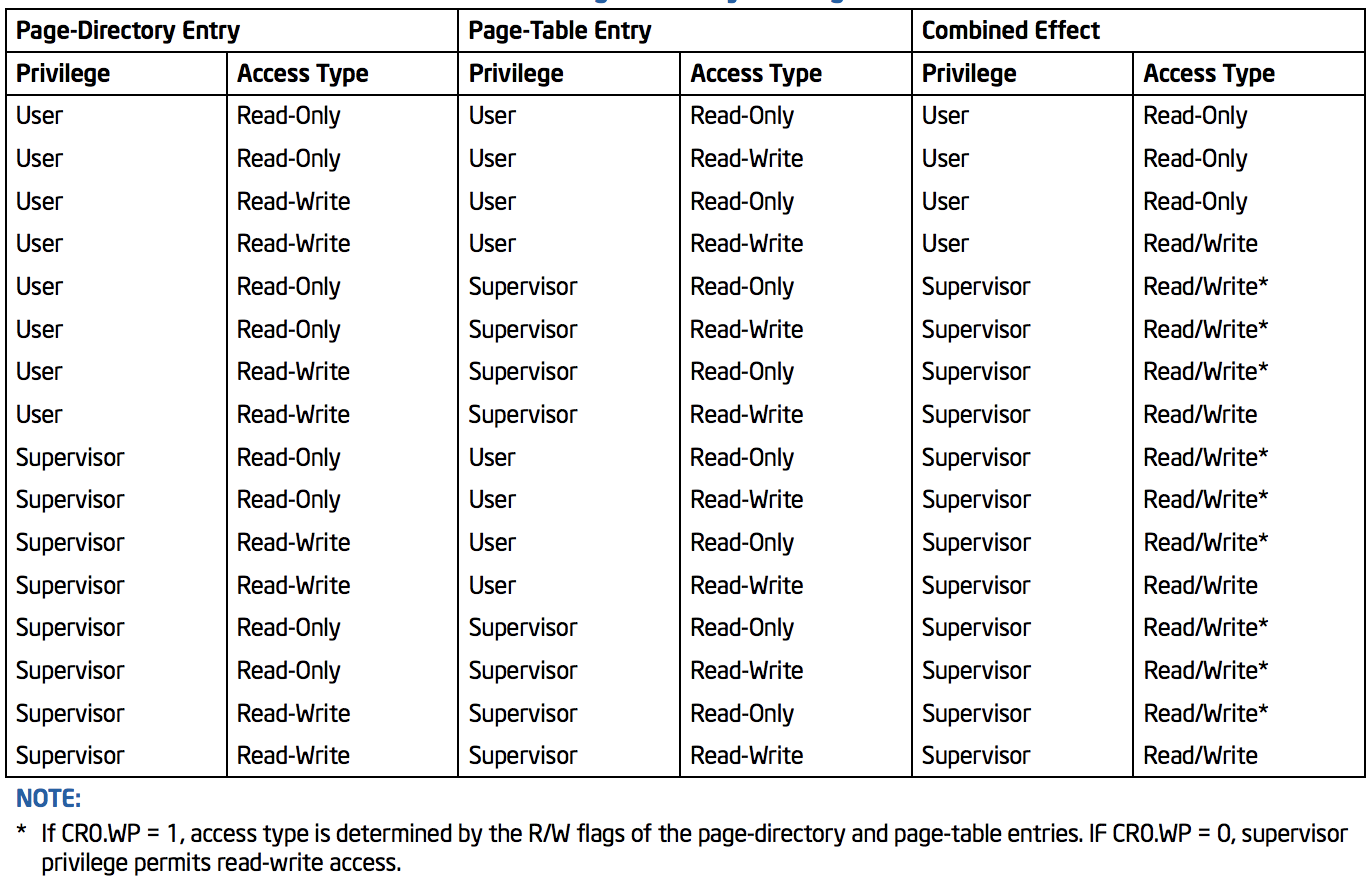 Page-Directory Entry Page-Table Entry Combined Effect
Privilege Access Type Privilege Access Type Privilege Access Type
User Read-Only User Read-Only User Read-Only
User Read-Only User Read-Write User Read-Only
User Read-Write User Read-Only User Read-Only
User Read-Write User Read-Write User Read/Write
User Read-Only Supervisor Read-Only Supervisor Read/Write*
User Read-Only Supervisor Read-Write Supervisor Read/Write*
User Read-Write Supervisor Read-Only Supervisor Read/Write*
User Read-Write Supervisor Read-Write Supervisor Read/Write
Supervisor Read-Only User Read-Only Supervisor Read/Write*
Supervisor Read-Only User Read-Write Supervisor Read/Write*
Supervisor Read-Write User Read-Only Supervisor Read/Write*
Supervisor Read-Write User Read-Write Supervisor Read/Write
Supervisor Read-Only Supervisor Read-Only Supervisor Read/Write*
Supervisor Read-Only Supervisor Read-Write Supervisor Read/Write*
Supervisor Read-Write Supervisor Read-Only Supervisor Read/Write*
Supervisor Read-Write Supervisor Read-Write Supervisor Read/Write
NOTE:
* If CR0.WP = 1, access type is determined by the R/W flags of the page-directory and page-table entries. IF CR0.WP = 0, supervisor
privilege permits read-write access.